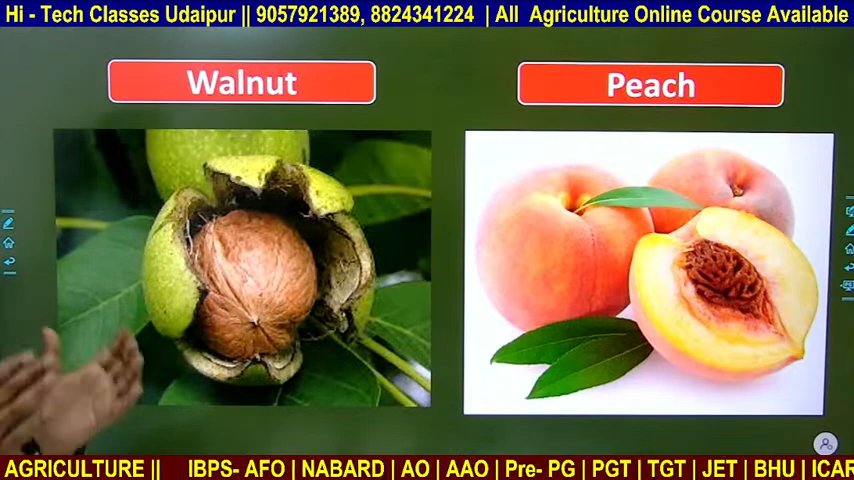 Hi - Tech Classes Udaipur || 9057921389, 8824341224 | All Agriculture Online Course Available
Walnut
Peach
AGRICULTURE || IBPS- AFO | NABARD | AO | AAO | Pre- PG | PGT | TGT | JET | BHU | ICAR